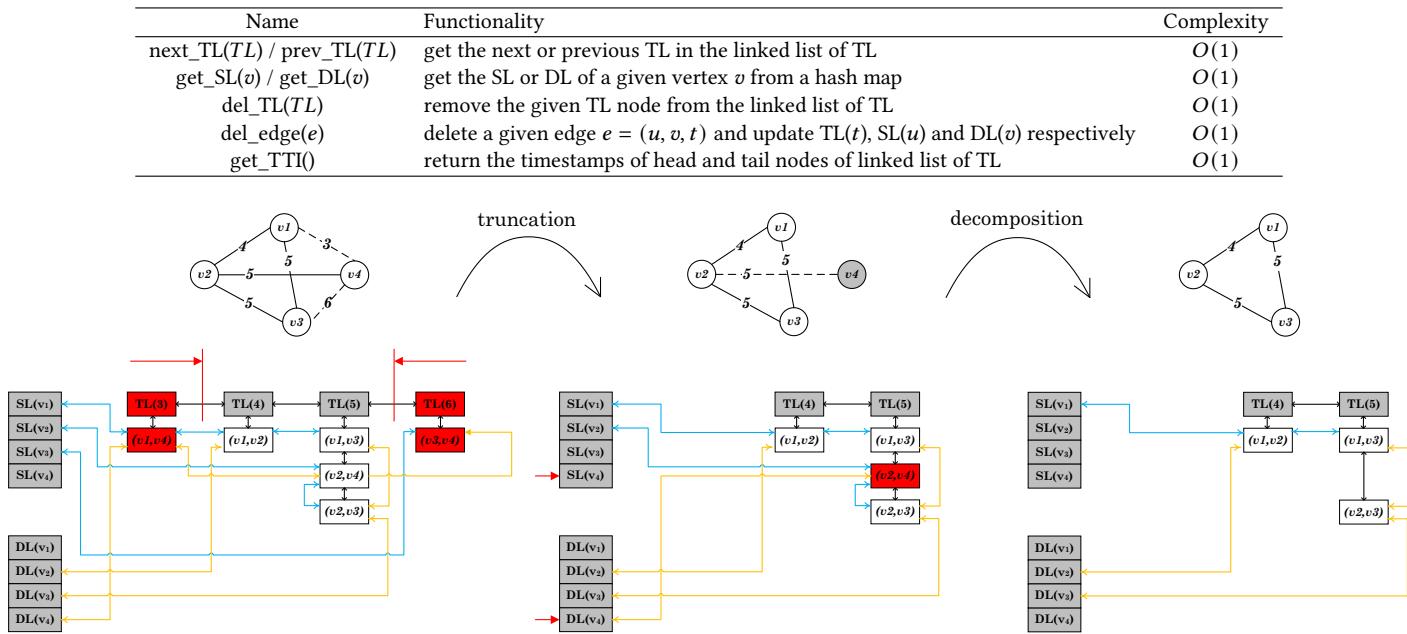 Name Functionality Complexity
next_TL(TL) / prev_TL(TL) get the next or previous TL in the linked list of TL O(1)
get_SL(v) / get_DL(v) get the SL or DL of a given vertex v from a hash map O(1)
del_TL(TL) remove the given TL node from the linked list of TL O(1)
del_edge(e) delete a given edge e = (u, v, t) and update TL(t), SL(u) and DL(v) respectively O(1)
get_TTI() return the timestamps of head and tail nodes of linked list of TL O(1)
truncation
decomposition
v1
4
3
5
v2
5
v4
5
6
v3
v1
4
5
v2
5
v4
5
v3
v1
4
5
v2
5
v3
SL(v1)
SL(v2)
SL(v3)
SL(v4)
TL(3)
TL(4)
TL(5)
TL(6)
(v1,v4)
(v1,v2)
(v1,v3)
(v3,v4)
(v2,v4)
(v2,v3)
DL(v1)
DL(v2)
DL(v3)
DL(v4)
SL(v1)
SL(v2)
SL(v3)
SL(v4)
TL(4)
TL(5)
(v1,v2)
(v1,v3)
(v2,v4)
(v2,v3)
DL(v1)
DL(v2)
DL(v3)
DL(v4)
SL(v1)
SL(v2)
SL(v3)
SL(v4)
TL(4)
TL(5)
(v1,v2)
(v1,v3)
(v2,v3)
DL(v1)
DL(v2)
DL(v3)
DL(v4)